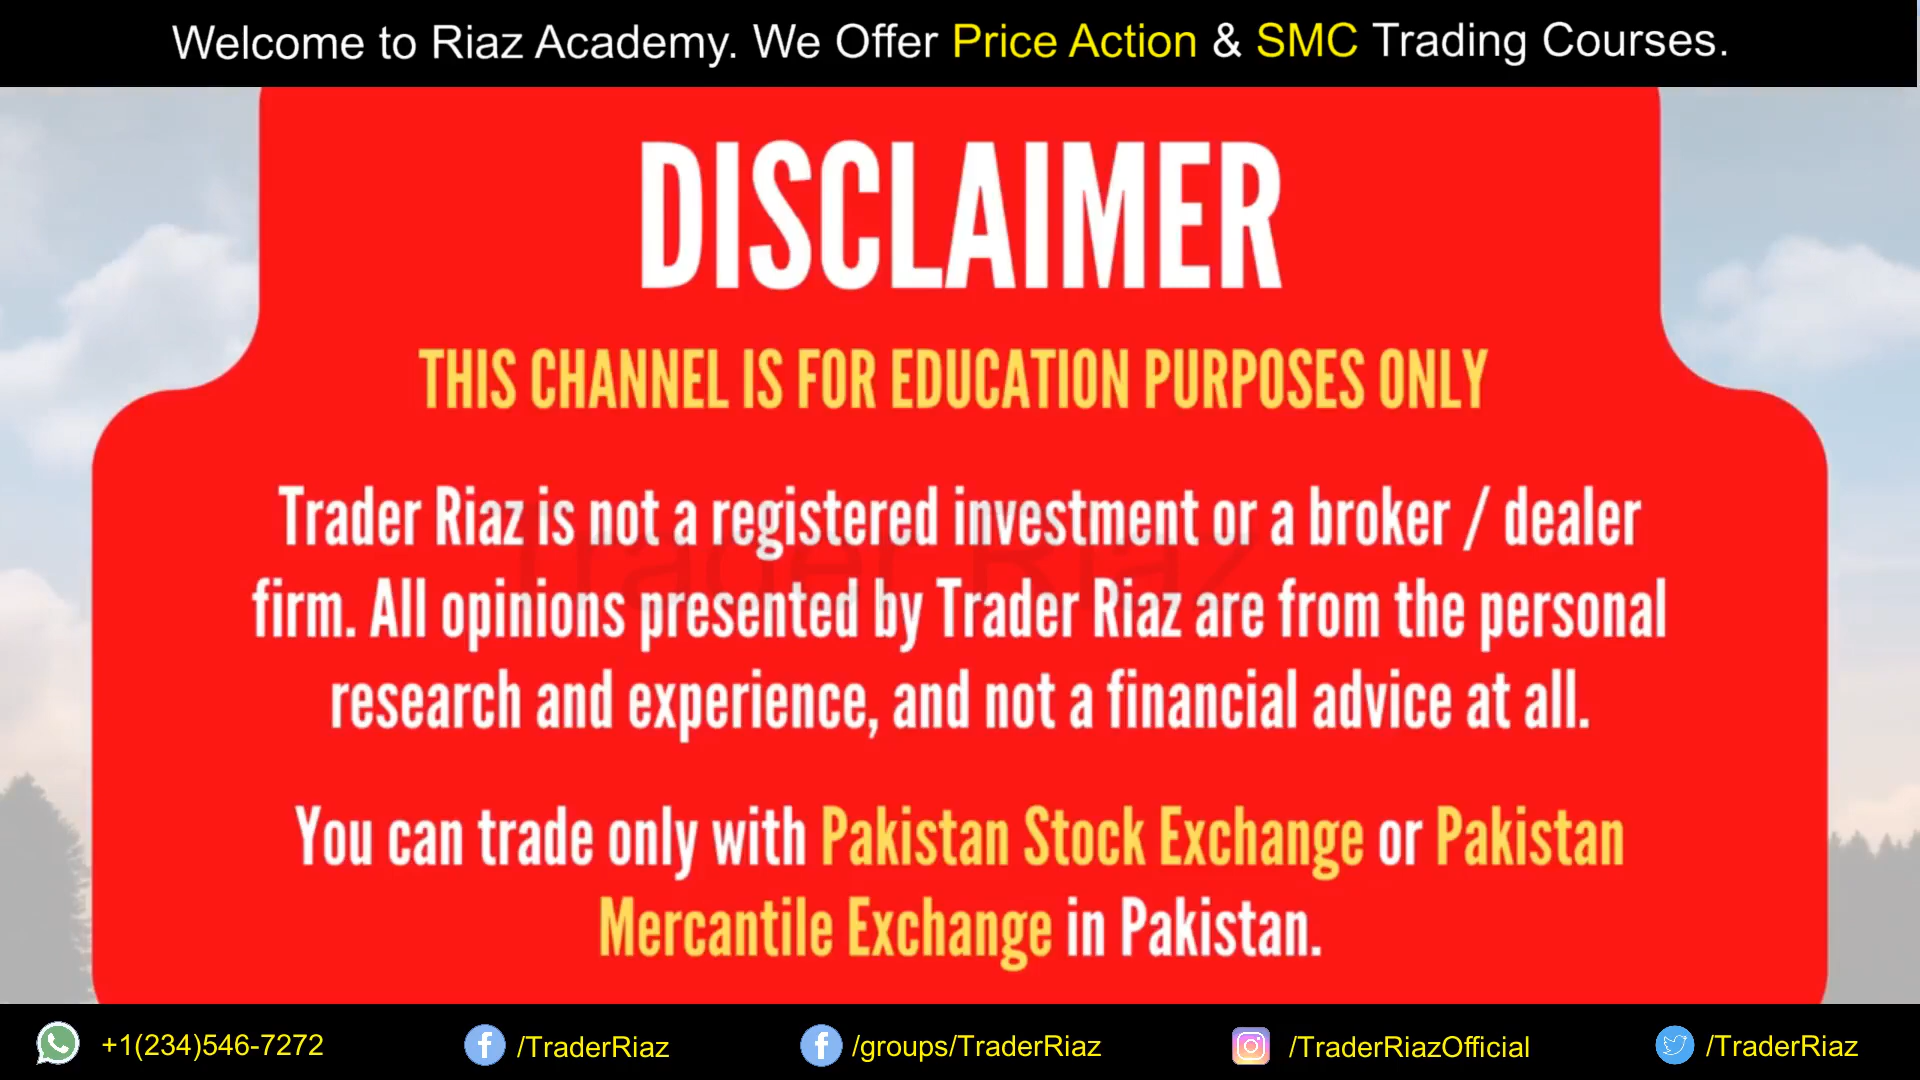 Welcome to Riaz Academy. We Offer Price Action & SMC Trading Courses.
DISCLAIMER
THIS CHANNEL IS FOR EDUCATION PURPOSES ONLY
Trader Riaz is not a registered investment or a broker / dealer
firm. All opinions presented by Trader Riaz are from the personal
research and experience, and not a financial advice at all.
Trader Riaz
You can trade only with Pakistan Stock Exchange or Pakistan
Mercantile Exchange in Pakistan.
+1(234)546-7272 /TraderRiaz /groups/TraderRiaz /TraderRiazOfficial /TraderRiaz